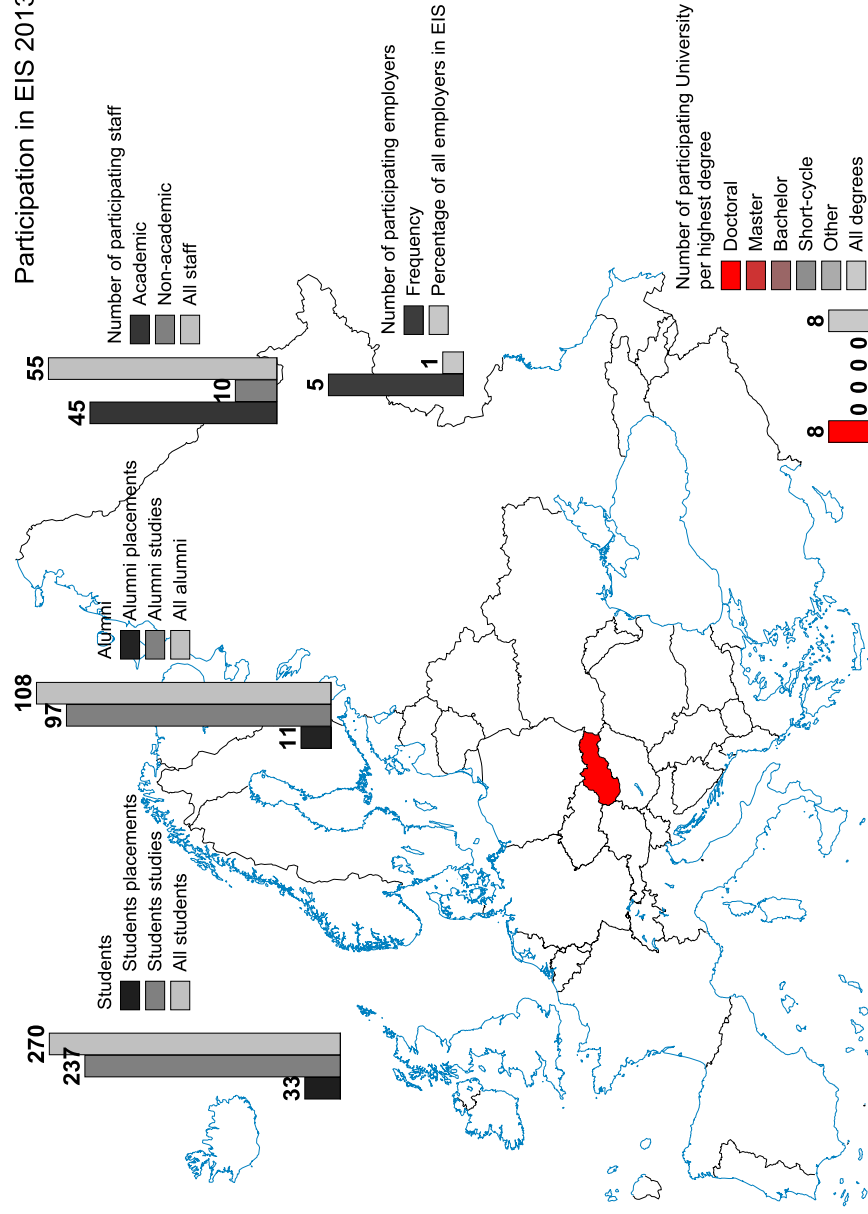 Participation in EIS 2013
Students
Students placements
Students studies
All students
33
237
270
Alumni
Alumni placements
Alumni studies
All alumni
11
97
108
Number of participating staff
Academic
Non-academic
All staff
45
10
55
Number of participating employers
Frequency
Percentage of all employers in EIS
5
1
Number of participating University
per highest degree
Doctoral
Master
Bachelor
Short-cycle
Other
All degrees
8
0
0
0
0
8